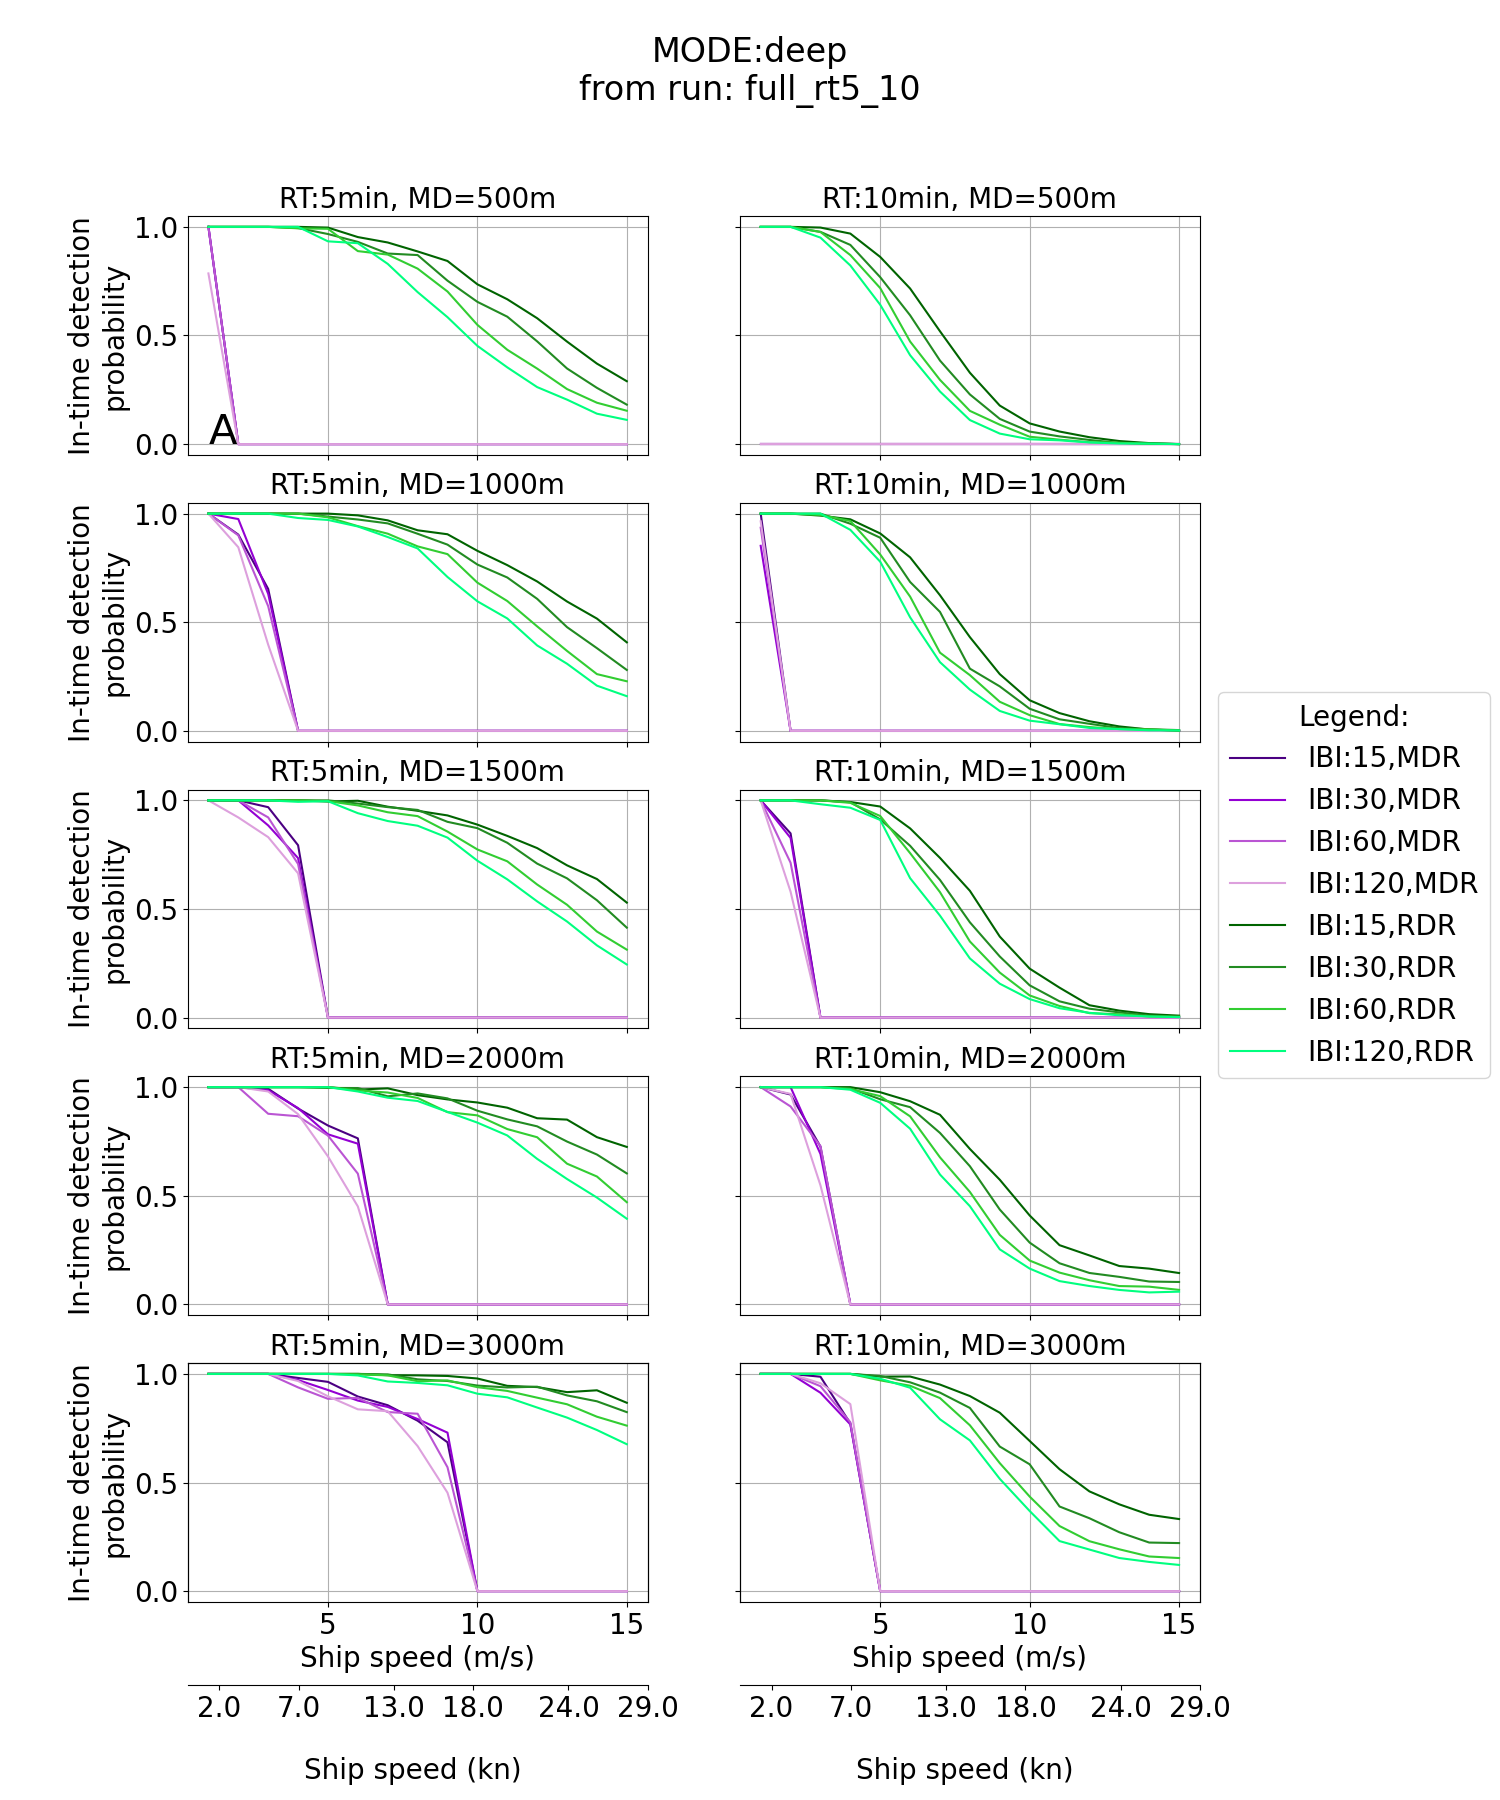 MODE:deep
from run: full_rt5_10
RT:5min, MD=500m
RT:10min, MD=500m
In-time detection
probability
1.0
0.5
0.0
A
RT:5min, MD=1000m
RT:10min, MD=1000m
In-time detection
probability
1.0
0.5
0.0
RT:5min, MD=1500m
RT:10min, MD=1500m
In-time detection
probability
1.0
0.5
0.0
RT:5min, MD=2000m
RT:10min, MD=2000m
In-time detection
probability
1.0
0.5
0.0
RT:5min, MD=3000m
RT:10min, MD=3000m
In-time detection
probability
1.0
0.5
0.0
5 10 15
Ship speed (m/s)
2.0 7.0 13.0 18.0 24.0 29.0
Ship speed (kn)
5 10 15
Ship speed (m/s)
2.0 7.0 13.0 18.0 24.0 29.0
Ship speed (kn)
Legend:
IBI:15,MDR
IBI:30,MDR
IBI:60,MDR
IBI:120,MDR
IBI:15,RDR
IBI:30,RDR
IBI:60,RDR
IBI:120,RDR